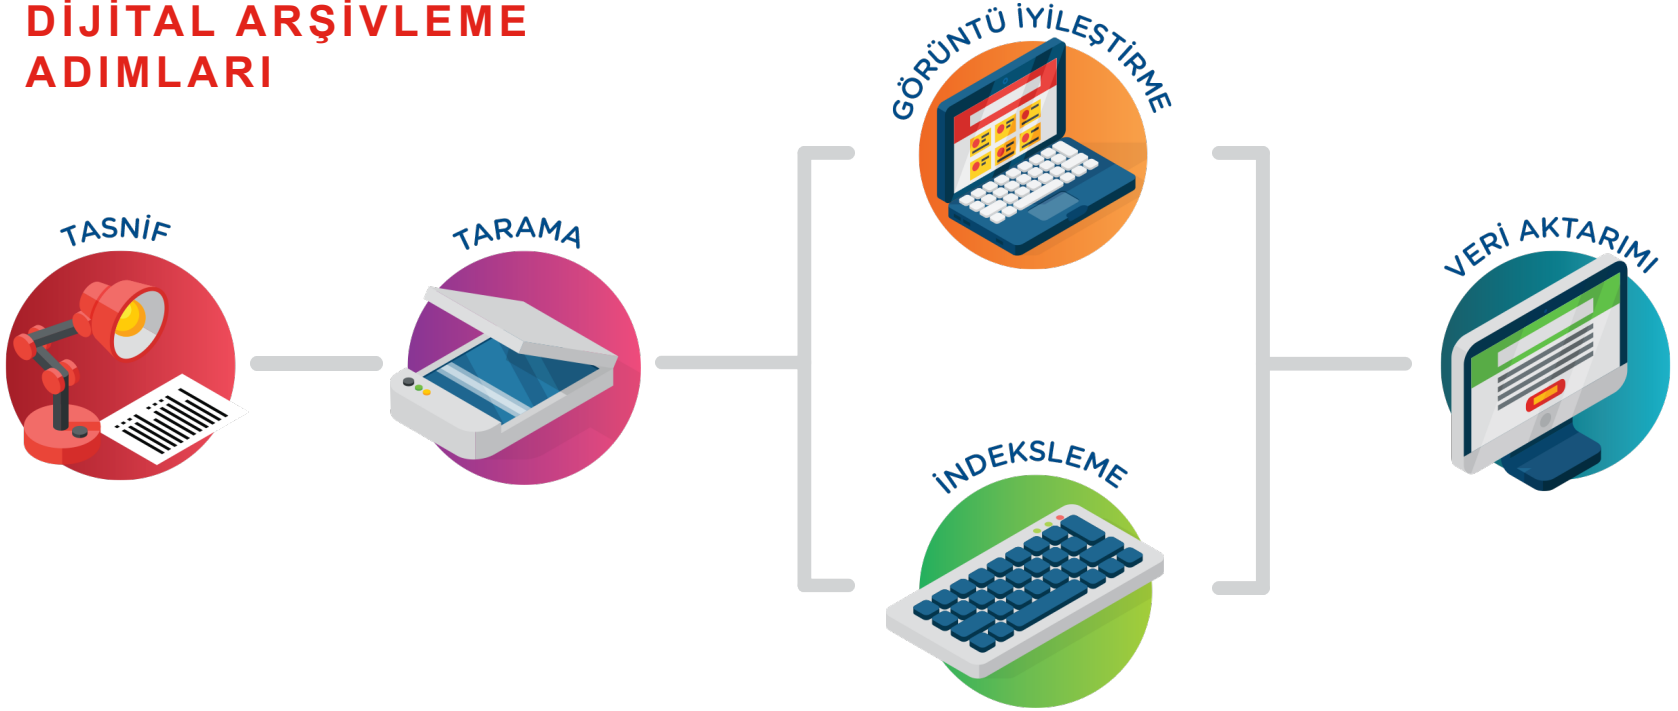 DİJİTAL ARŞİVLEME
ADIMLARI
TASNİF
TARAMA
GÖRÜNTÜ İYİLEŞTİRME
İNDEKSLEME
VERİ AKTARIMI